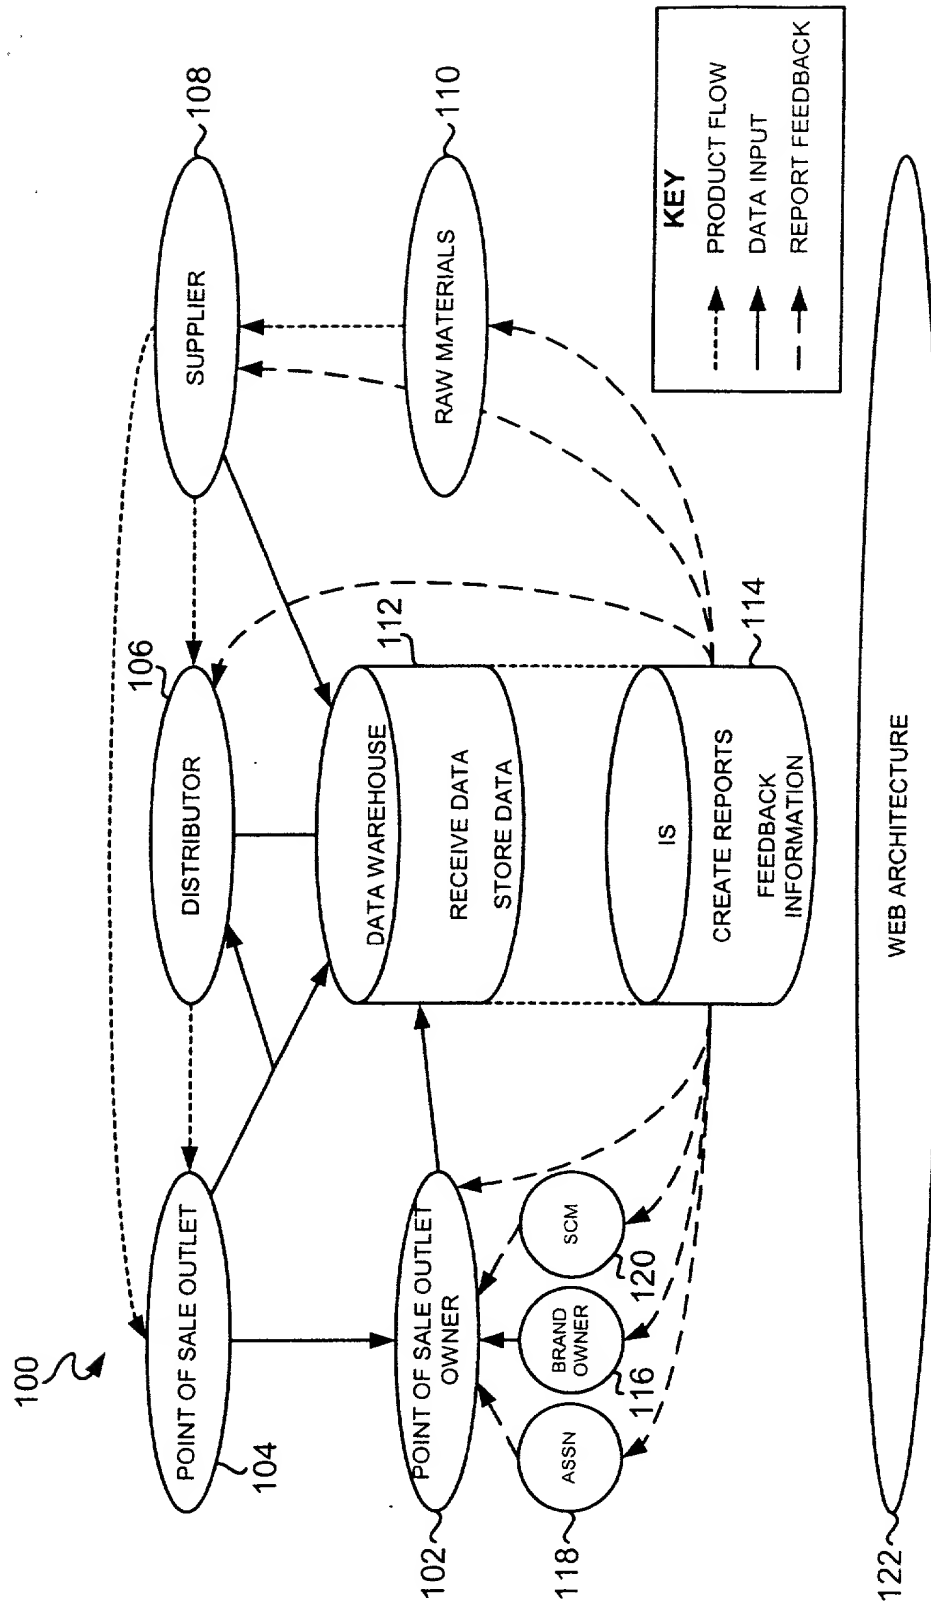 100
108
SUPPLIER
106
DISTRIBUTOR
POINT OF SALE OUTLET
104
110
RAW MATERIALS
112
DATA WAREHOUSE
RECEIVE DATA
STORE DATA
POINT OF SALE OUTLET
OWNER
102
SCM
120
BRAND
OWNER
116
ASSN
118
114
IS
CREATE REPORTS
FEEDBACK
INFORMATION
KEY
PRODUCT FLOW
DATA INPUT
REPORT FEEDBACK
WEB ARCHITECTURE
122